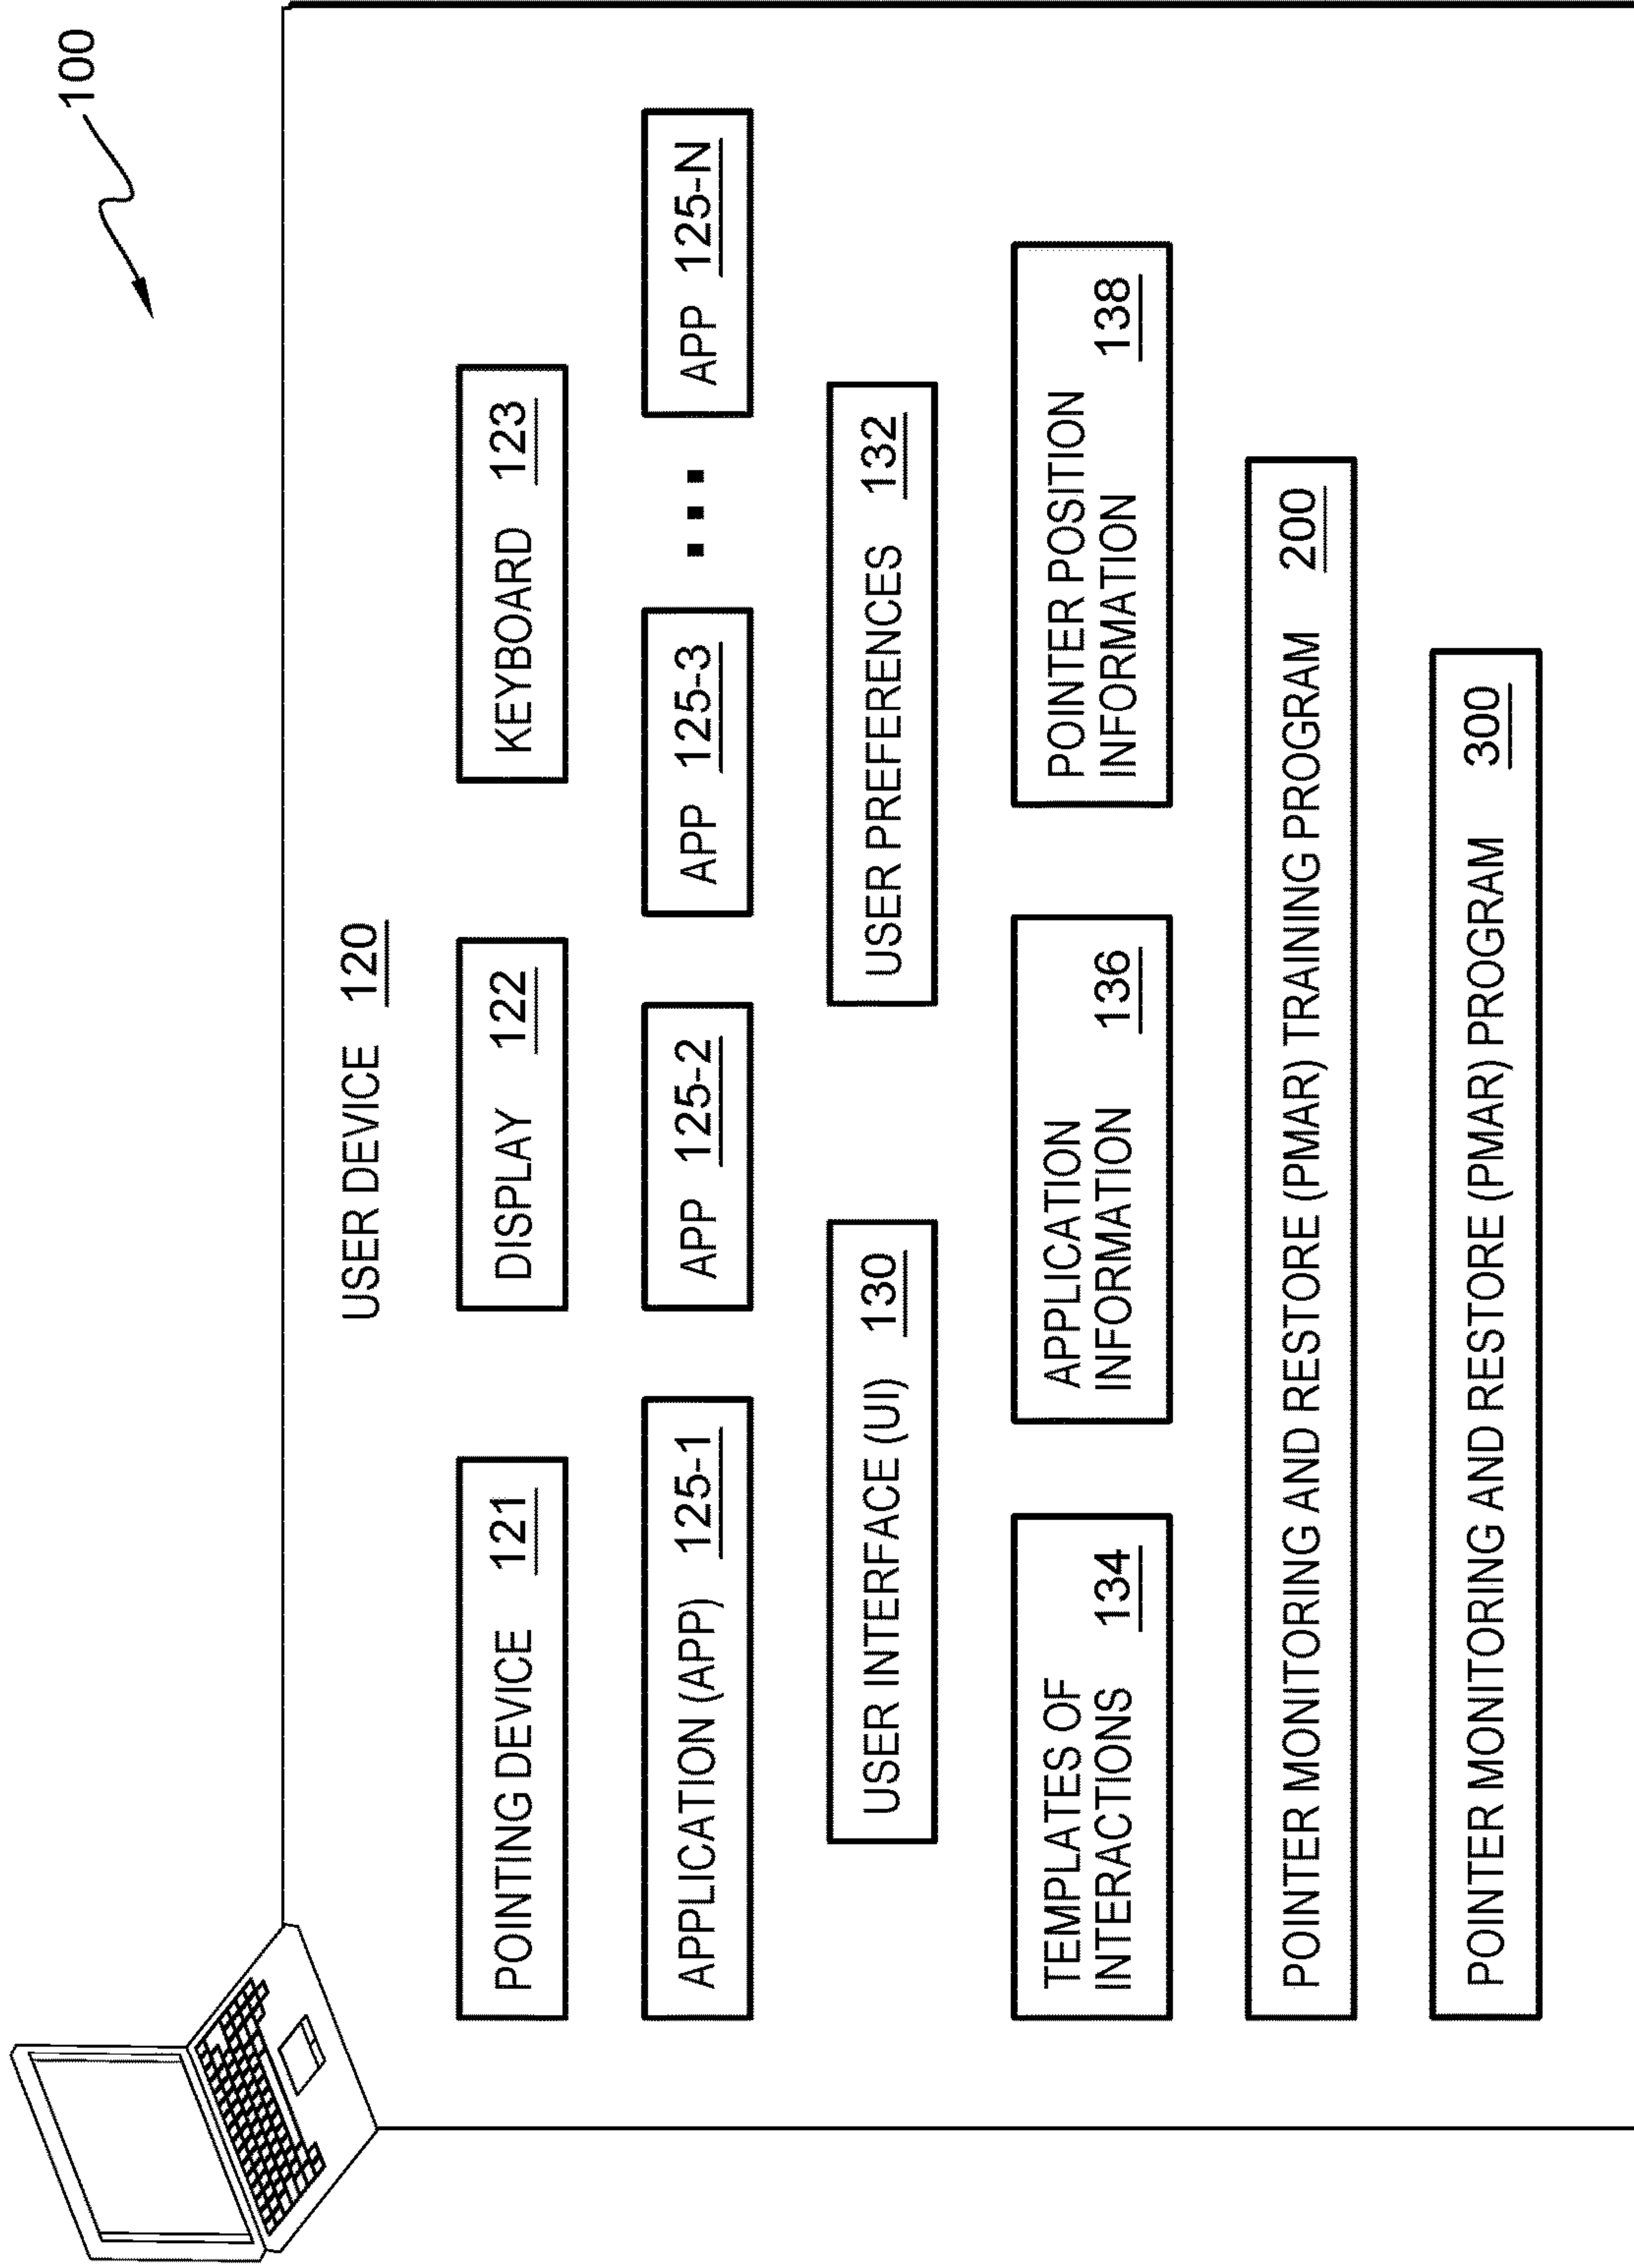 100
USER DEVICE 120
POINTING DEVICE 121
DISPLAY 122
KEYBOARD 123
APPLICATION (APP) 125-1
APP 125-2
APP 125-3
APP 125-N
USER INTERFACE (UI) 130
USER PREFERENCES 132
TEMPLATES OF
INTERACTIONS 134
APPLICATION
INFORMATION 136
POINTER POSITION
INFORMATION 138
POINTER MONITORING AND RESTORE (PMAR) TRAINING PROGRAM 200
POINTER MONITORING AND RESTORE (PMAR) PROGRAM 300